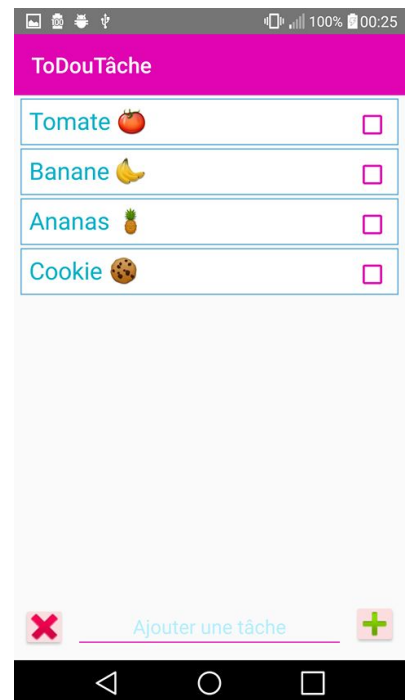 100% 00:25
ToDouTâche
Tomate 🍅
Banane 🍌
Ananas 🍍
Cookie 🍪
Ajouter une tâche